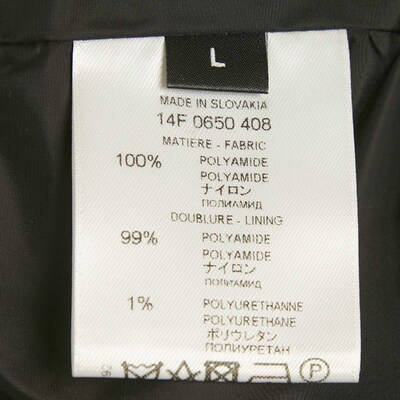 L
MADE IN SLOVAKIA
14F 0650 408
MATIERE - FABRIC
100% POLYAMIDE
POLYAMIDE
ナイロン
ПОЛИАМИД
DOUBLURE - LINING
99% POLYAMIDE
POLYAMIDE
ナイロン
ПОЛИАМИД
1% POLYURETHANNE
POLYURETHANE
ポリウレタン
ПОЛИУРЕТАН
P